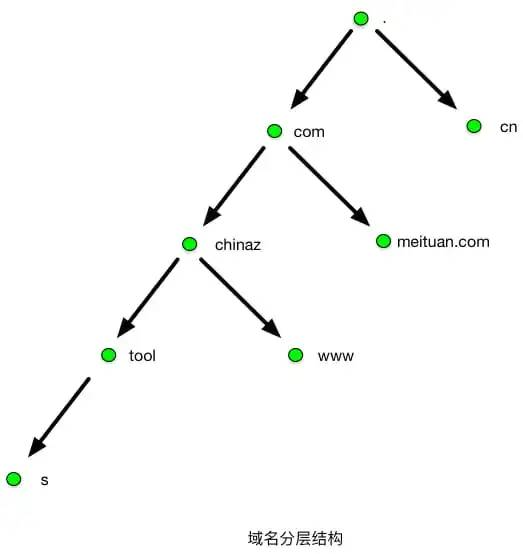 .
com
cn
chinaz
meituan.com
tool
www
s
域名分层结构